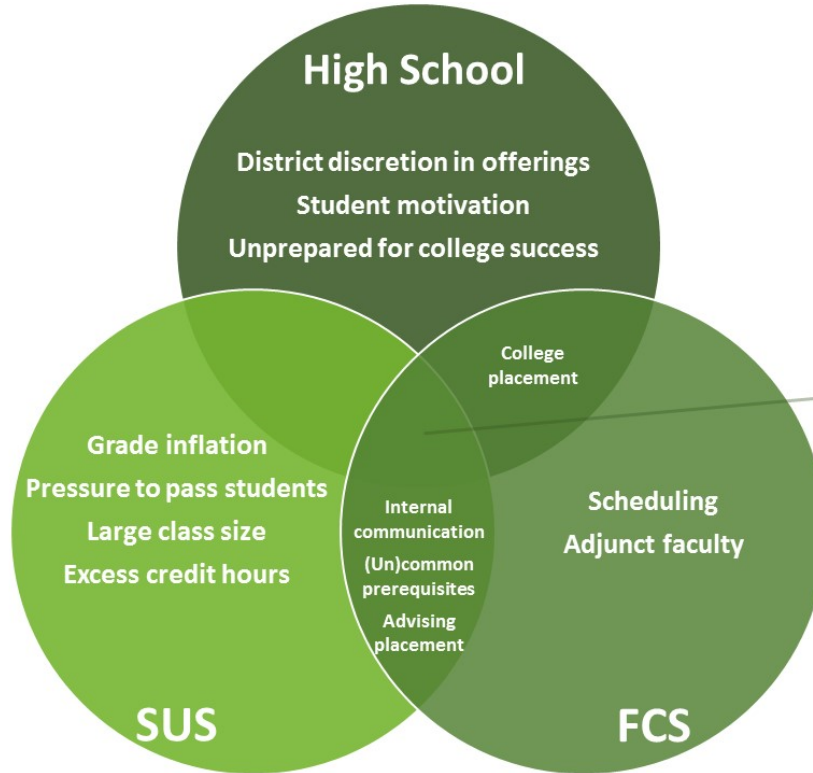 High School
District discretion in offerings
Student motivation
Unprepared for college success
College
placement
Grade inflation
Pressure to pass students
Large class size
Excess credit hours
Internal
communication
(Un)common
prerequisites
Advising
placement
Scheduling
Adjunct faculty
SUS
FCS